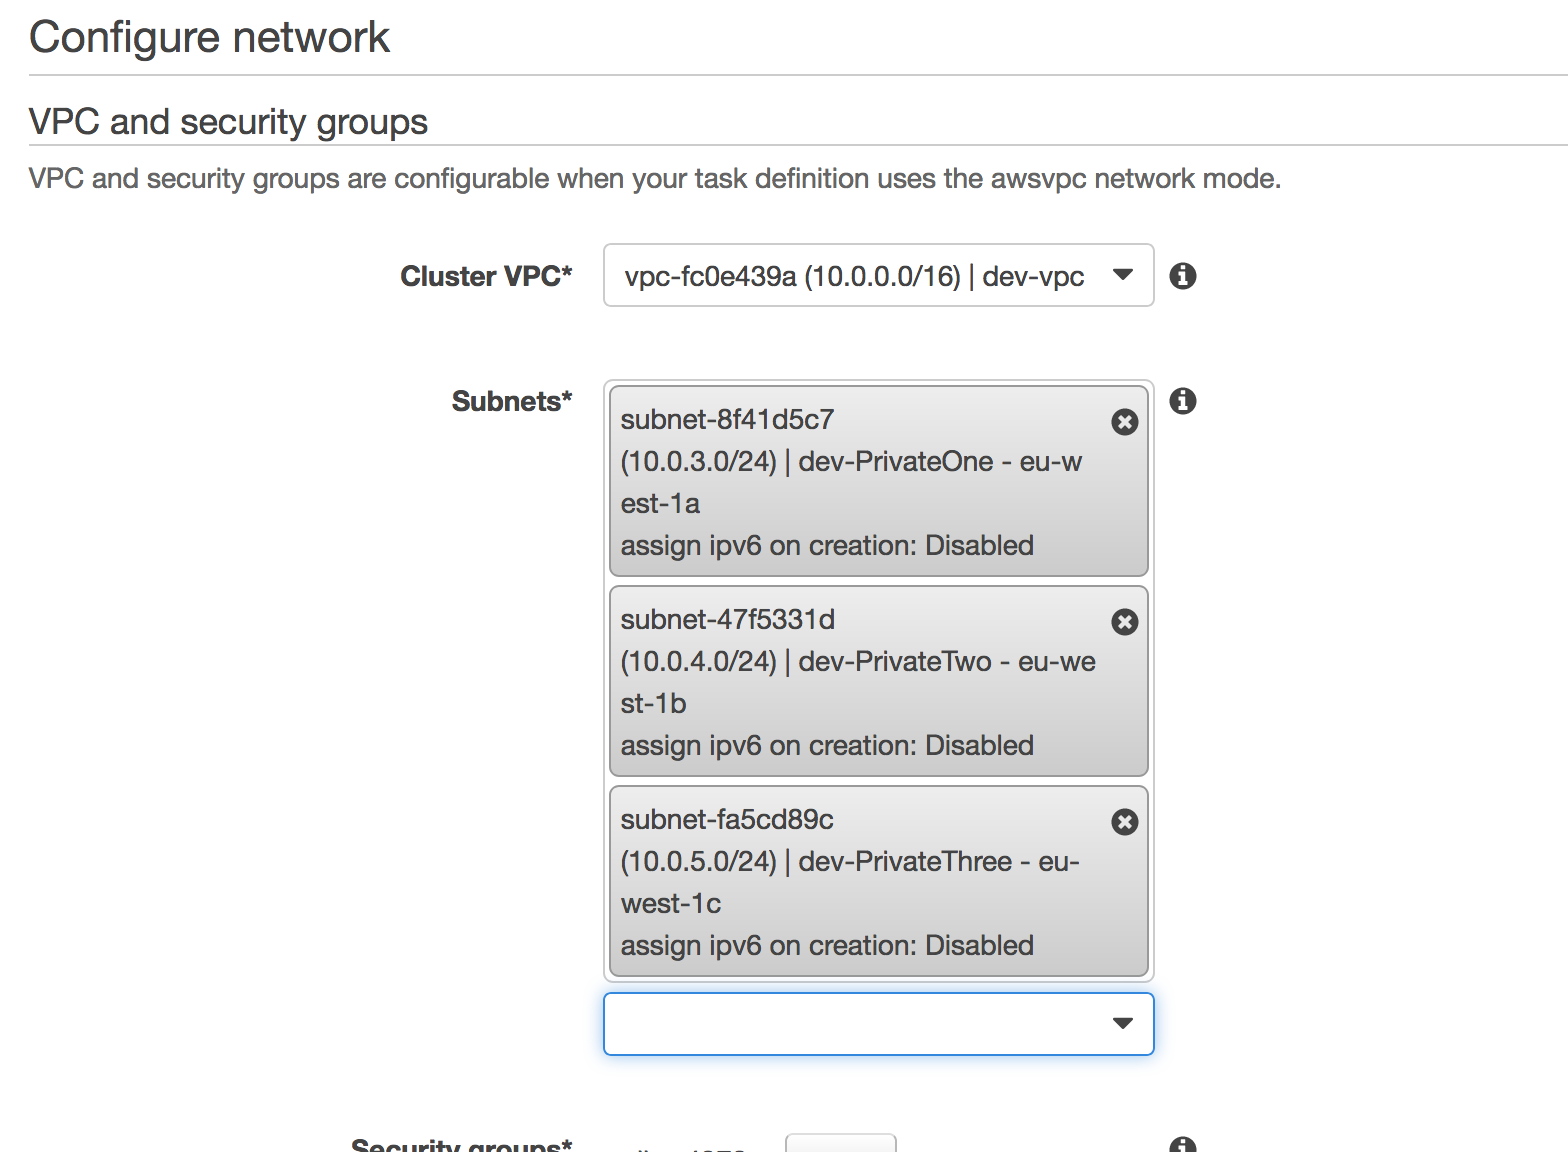 Configure network
VPC and security groups
VPC and security groups are configurable when your task definition uses the awsvpc network mode.
Cluster VPC*
vpc-fc0e439a (10.0.0.0/16) | dev-vpc
Subnets*
subnet-8f41d5c7
(10.0.3.0/24) | dev-PrivateOne - eu-w
est-1a
assign ipv6 on creation: Disabled
subnet-47f5331d
(10.0.4.0/24) | dev-PrivateTwo - eu-we
st-1b
assign ipv6 on creation: Disabled
subnet-fa5cd89c
(10.0.5.0/24) | dev-PrivateThree - eu-
west-1c
assign ipv6 on creation: Disabled
Security groups*